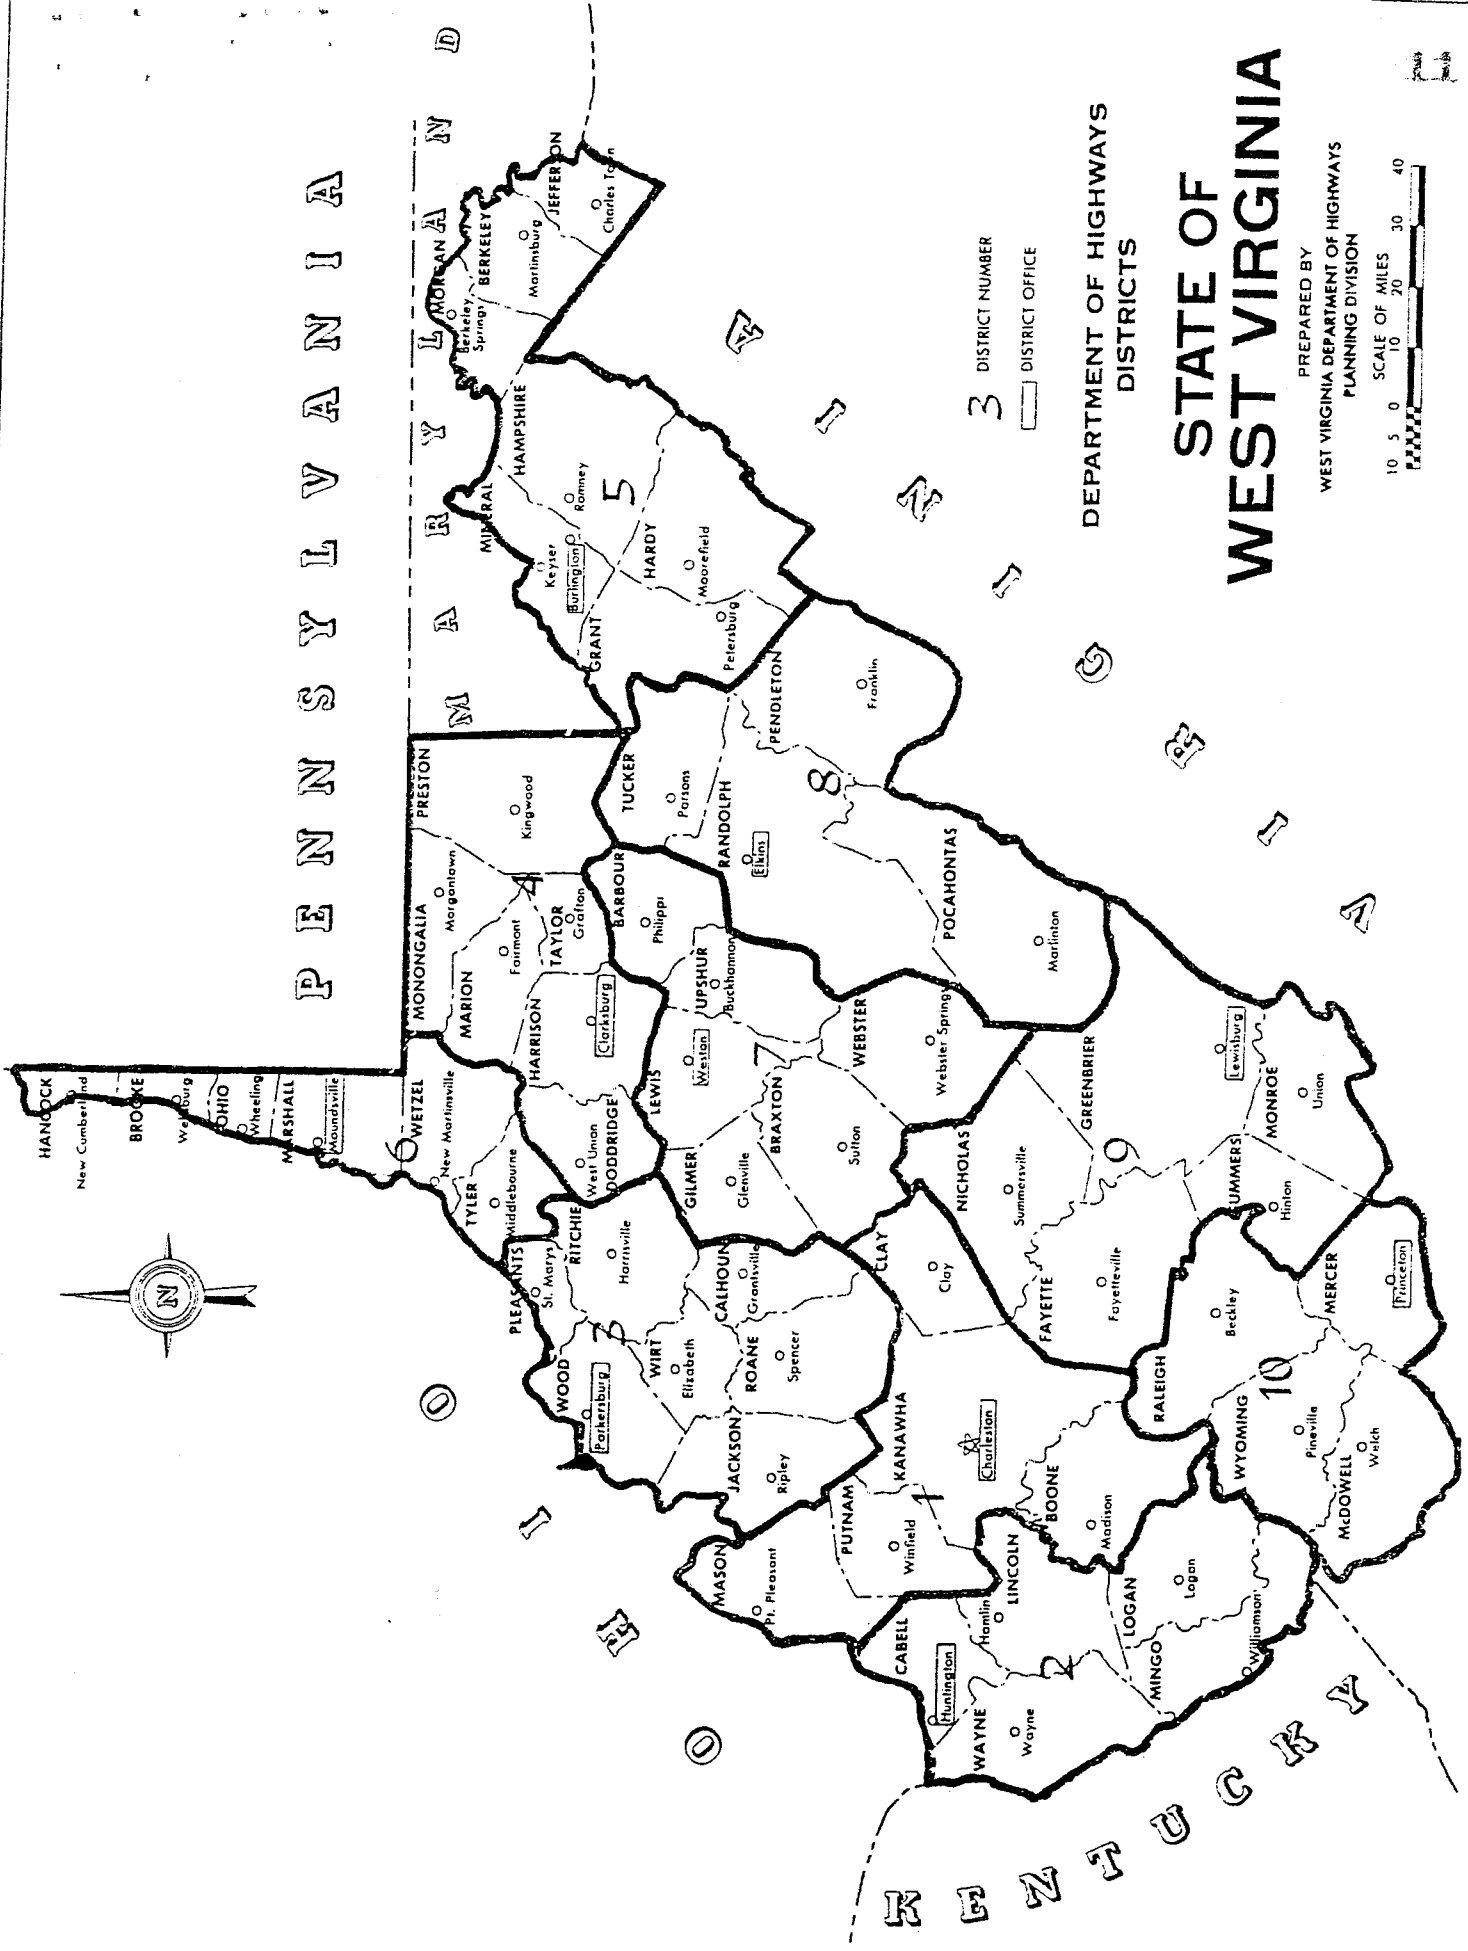 PENNSYLVANIA
MARYLAND
OHIO
KENTUCKY
VIRGINIA
N
HANCOCK
New Cumberland
BROOKE
Wellsburg
OHIO
Wheeling
MARSHALL
Moundsville
6
WETZEL
New Martinsville
TYLER
Middlebourne
MONONGALIA
Morgantown
PRESTON
Kingwood
MARION
Fairmont
4
TAYLOR
Grafton
HARRISON
Clarksburg
DODDRIDGE
West Union
PLEASANTS
St. Marys
RITCHIE
Harrisville
WOOD
Parkersburg
3
WIRT
Elizabeth
CALHOUN
Grantsville
ROANE
Spencer
JACKSON
Ripley
MORGAN
Berkeley
Springs
BERKELEY
Martinsburg
JEFFERSON
Charles Town
HAMPSHIRE
Romney
MINERAL
Keyser
Burlington
5
HARDY
Moorefield
GRANT
Petersburg
TUCKER
Parsons
RANDOLPH
Elkins
PENDLETON
Franklin
8
POCAHONTAS
Marlinton
BARBOUR
Philippi
UPSHUR
Buckhannon
LEWIS
Weston
7
GILMER
Glenville
BRAXTON
Sutton
WEBSTER
Webster Springs
MASON
Pt. Pleasant
PUTNAM
Winfield
1
KANAWHA
Charleston
CLAY
Clay
BOONE
Madison
CABELL
Huntington
WAYNE
Wayne
2
LINCOLN
Hamlin
LOGAN
Logan
MINGO
Williamson
NICHOLAS
Summersville
9
FAYETTE
Fayetteville
GREENBRIER
Lewisburg
SUMMERS
Hinton
MONROE
Union
RALEIGH
Beckley
10
WYOMING
Pineville
McDOWELL
Welch
MERCER
Princeton
3 DISTRICT NUMBER
DISTRICT OFFICE
DEPARTMENT OF HIGHWAYS
DISTRICTS
STATE OF
WEST VIRGINIA
PREPARED BY
WEST VIRGINIA DEPARTMENT OF HIGHWAYS
PLANNING DIVISION
SCALE OF MILES
10 5 0 10 20 30 40
11